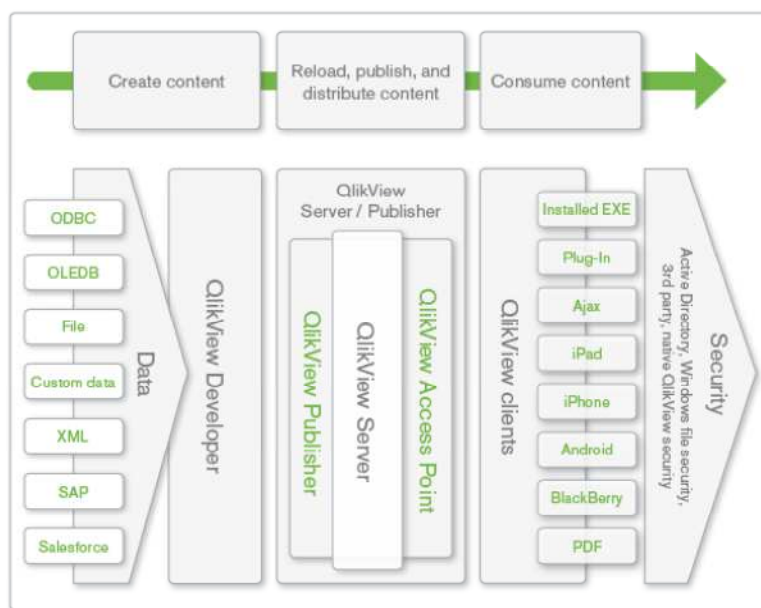 Create content
Reload, publish, and
distribute content
Consume content
ODBC
OLEDB
File
Custom data
XML
SAP
Salesforce
Data
QlikView Developer
QlikView
Server / Publisher
QlikView Publisher
QlikView Server
QlikView Access Point
QlikView clients
Installed EXE
Plug-In
Ajax
iPad
iPhone
Android
BlackBerry
PDF
Security
Active Directory, Windows file security,
3rd party, native QlikView security